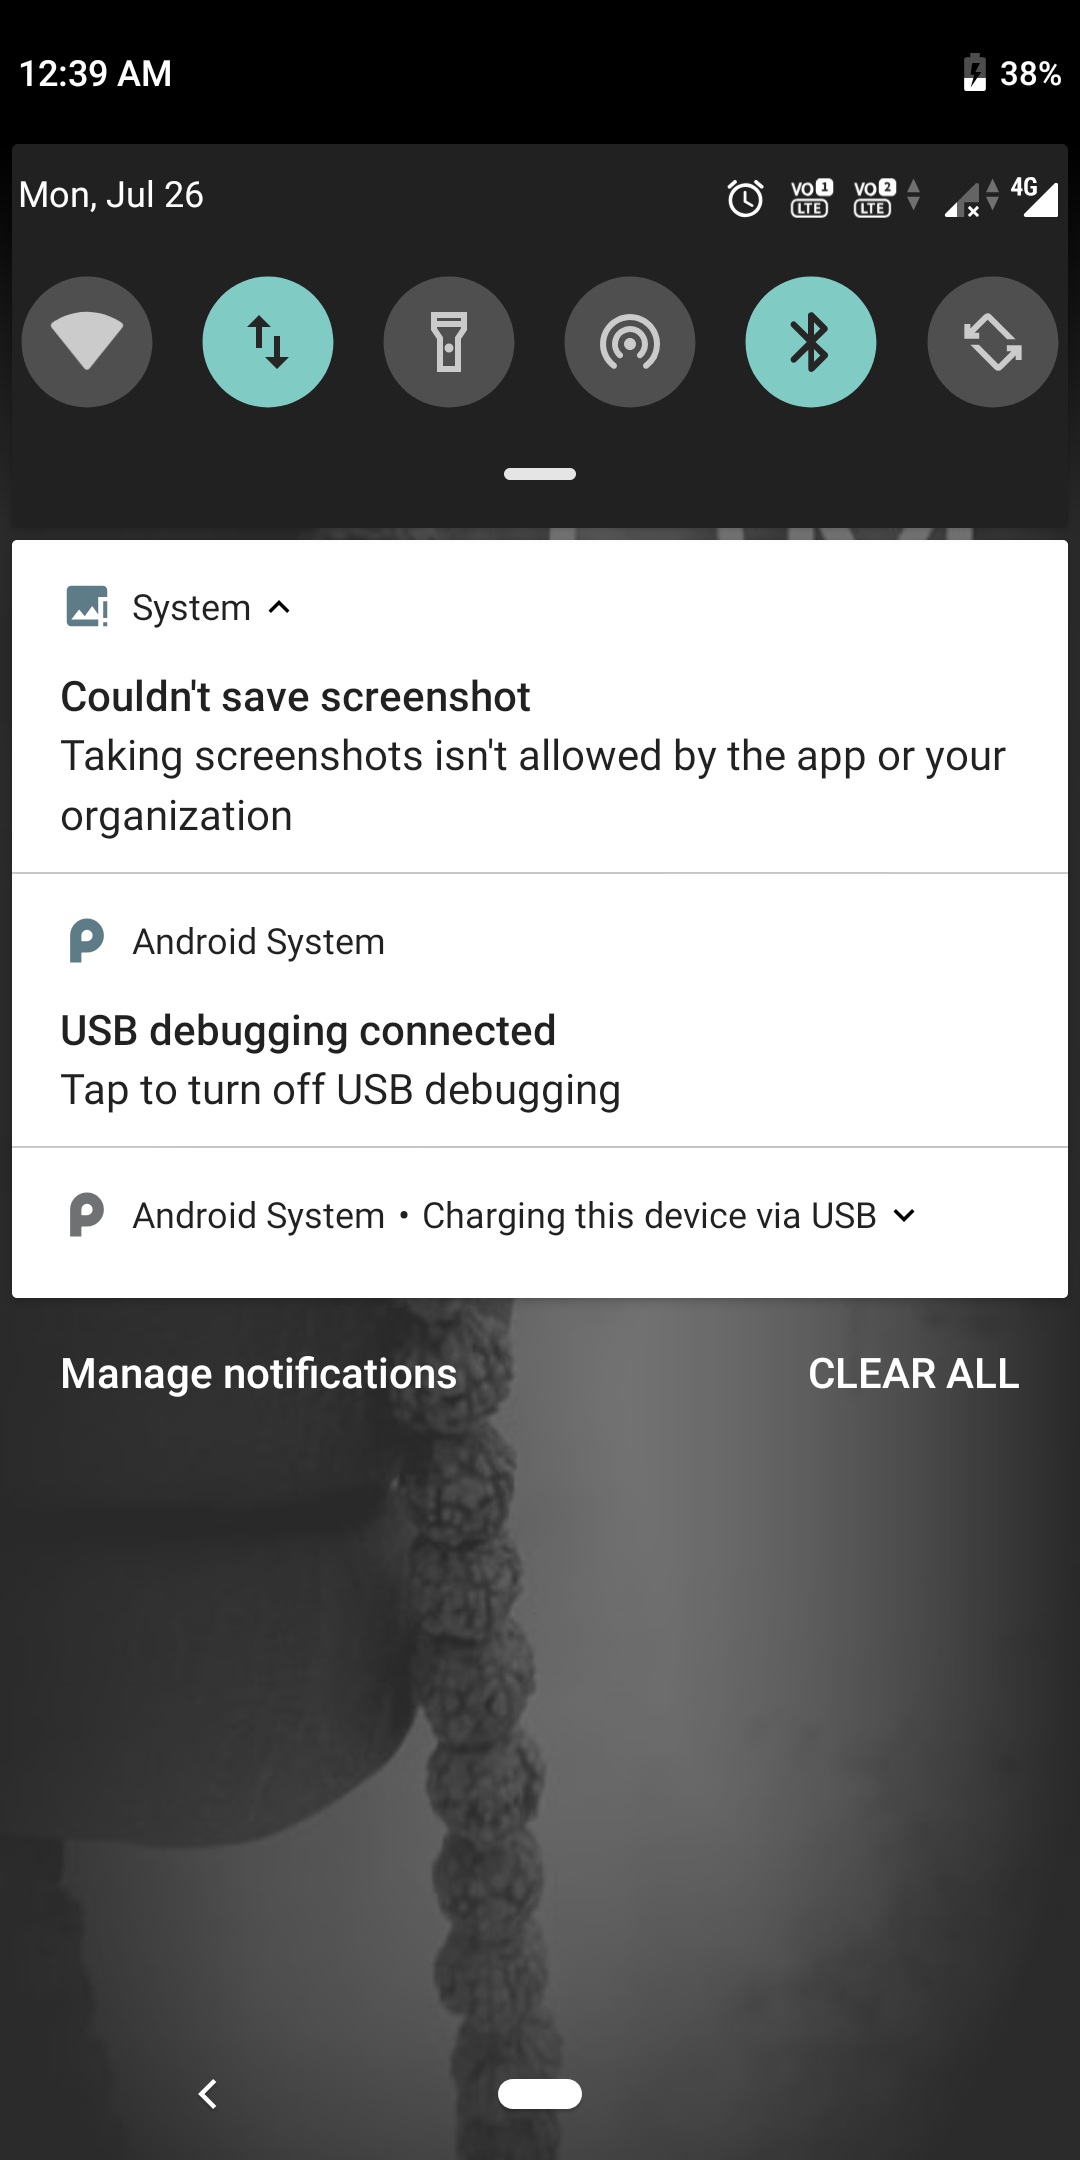 12:39 AM
38%
Mon, Jul 26
VO 1 LTE
VO 2 LTE
4G
System
Couldn't save screenshot
Taking screenshots isn't allowed by the app or your
organization
Android System
USB debugging connected
Tap to turn off USB debugging
Android System • Charging this device via USB
Manage notifications
CLEAR ALL